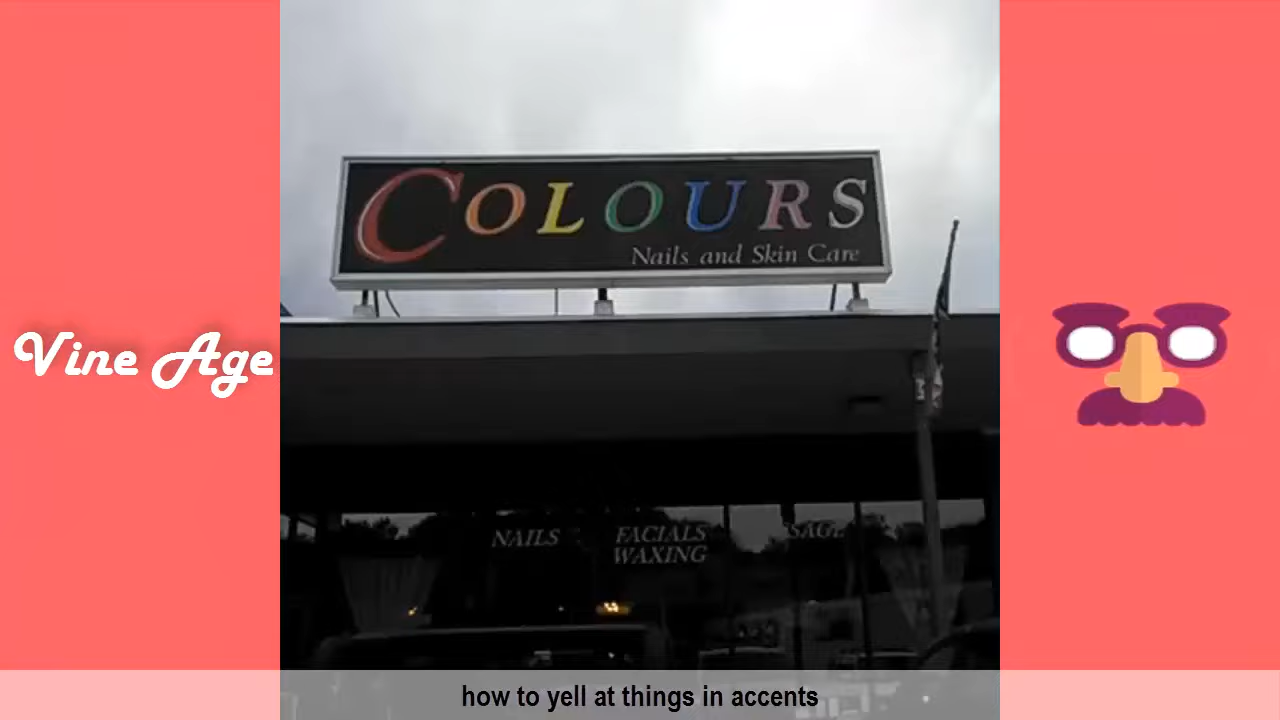 COLOURS
Nails and Skin Care
Vine Age
NAILS
FACIALS
WAXING
how to yell at things in accents